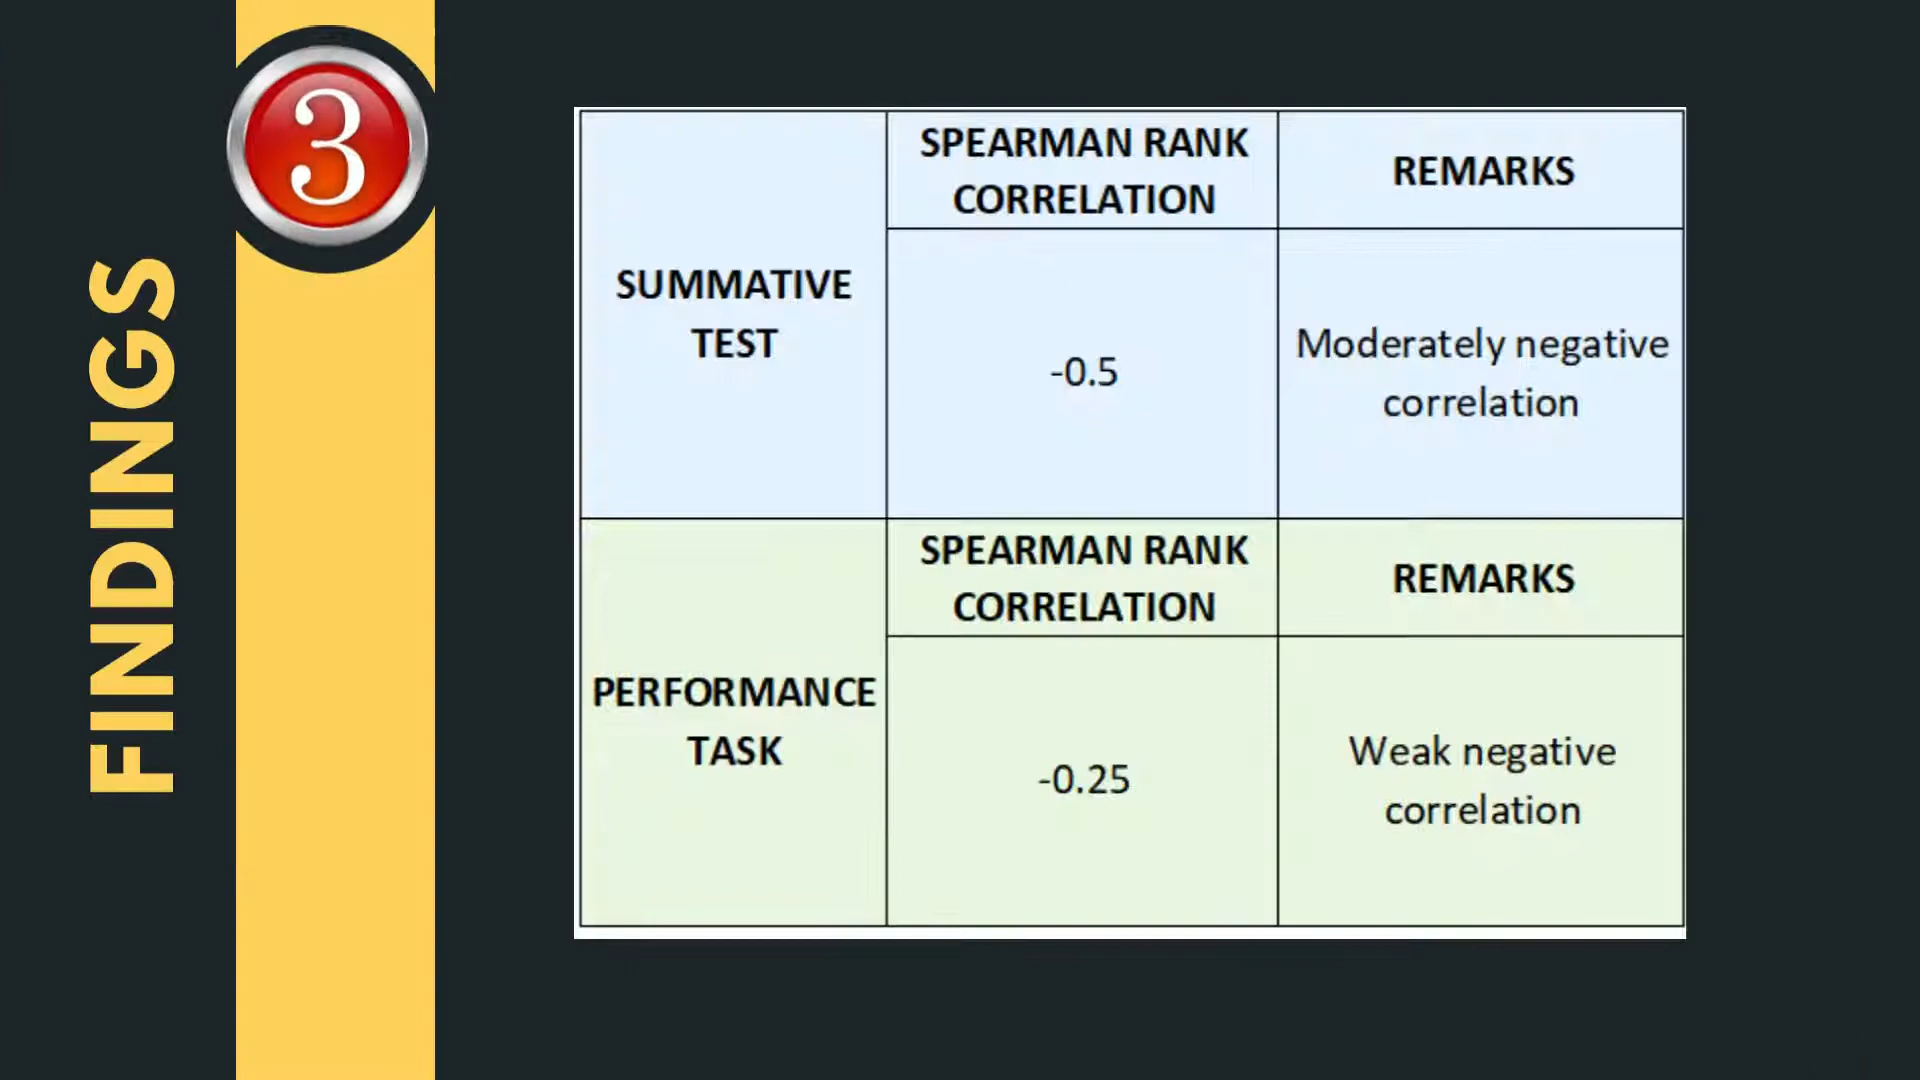 FINDINGS
3
SUMMATIVE
TEST
SPEARMAN RANK
CORRELATION
REMARKS
-0.5
Moderately negative
correlation
PERFORMANCE
TASK
SPEARMAN RANK
CORRELATION
REMARKS
-0.25
Weak negative
correlation